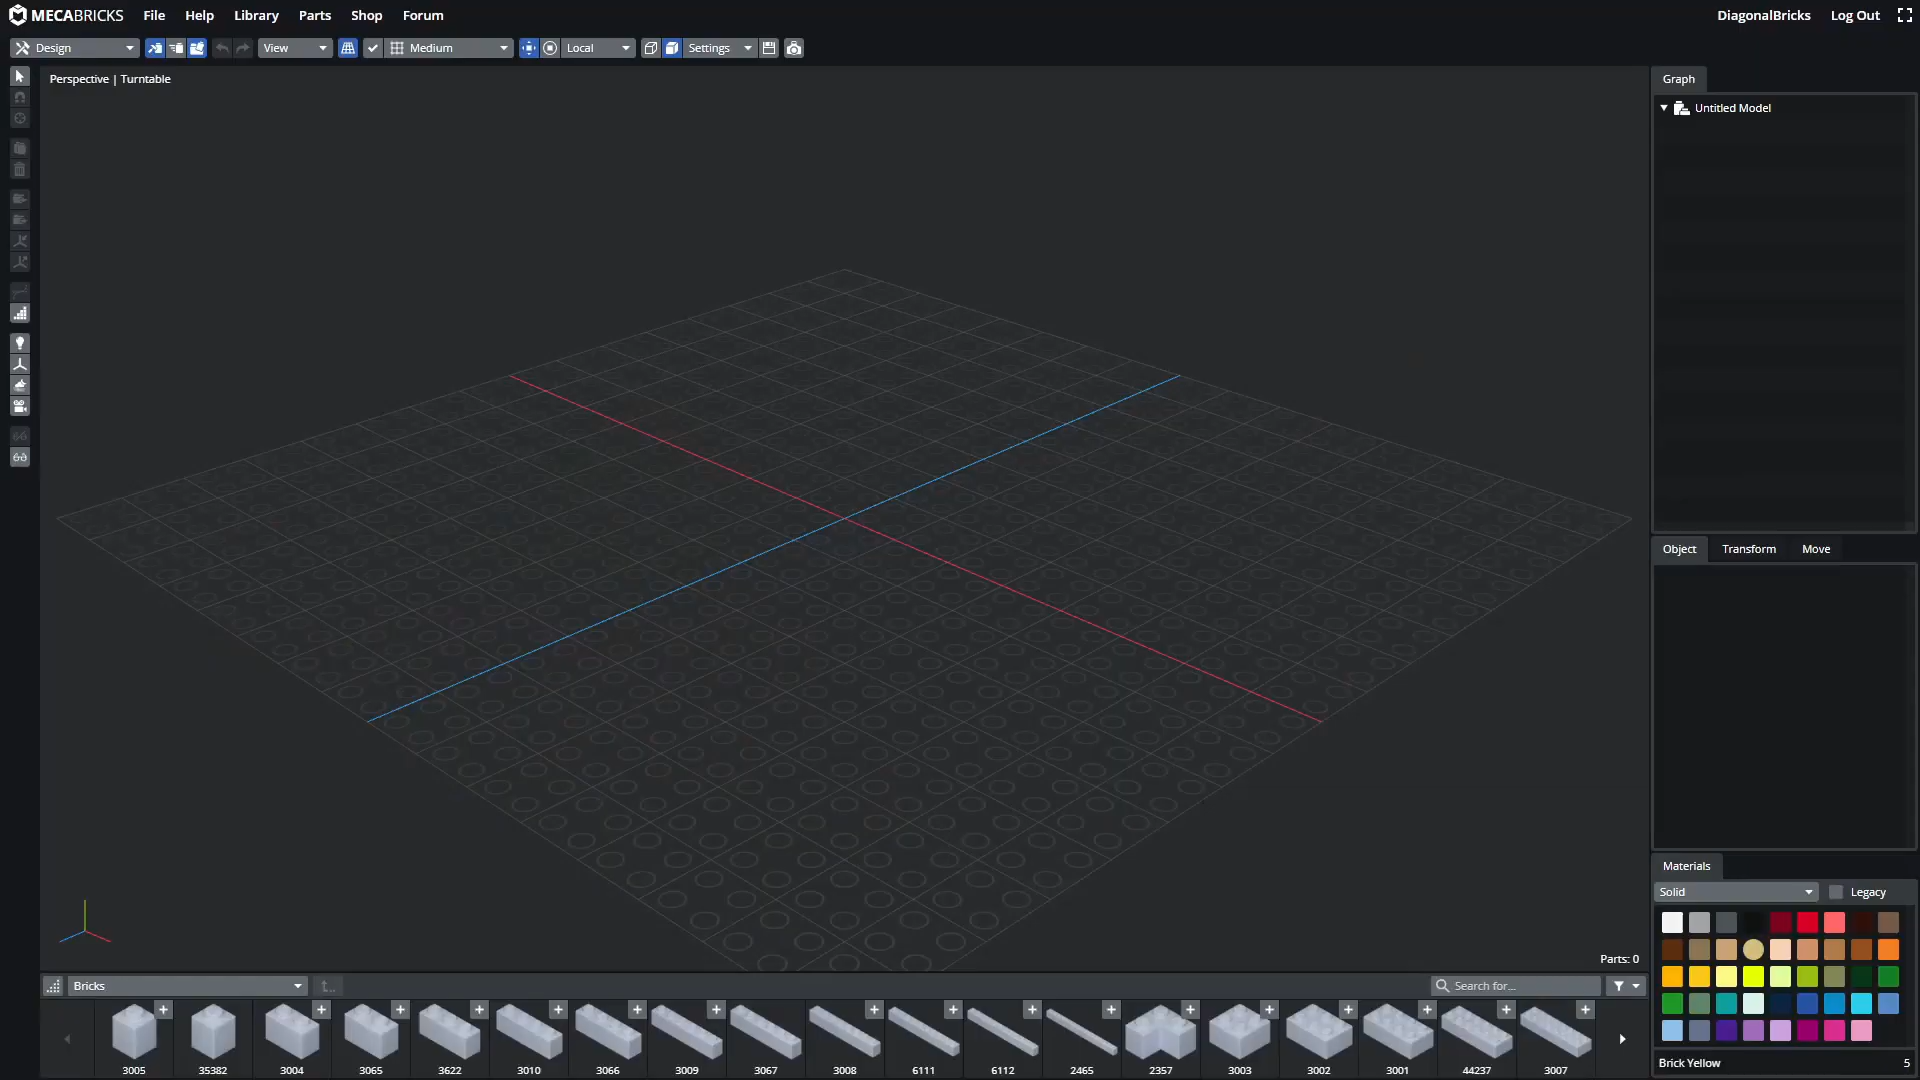 MECABRICKS File Help Library Parts Shop Forum DiagonalBricks Log Out
Design View Medium Local Settings
Perspective | Turntable
Graph
Untitled Model
Object Transform Move
Materials
Solid Legacy
Parts: 0
Bricks Search for...
3005 35382 3004 3065 3622 3010 3066 3009 3067 3008 6111 6112 2465 2357 3003 3002 3001 44237 3007
Brick Yellow 5